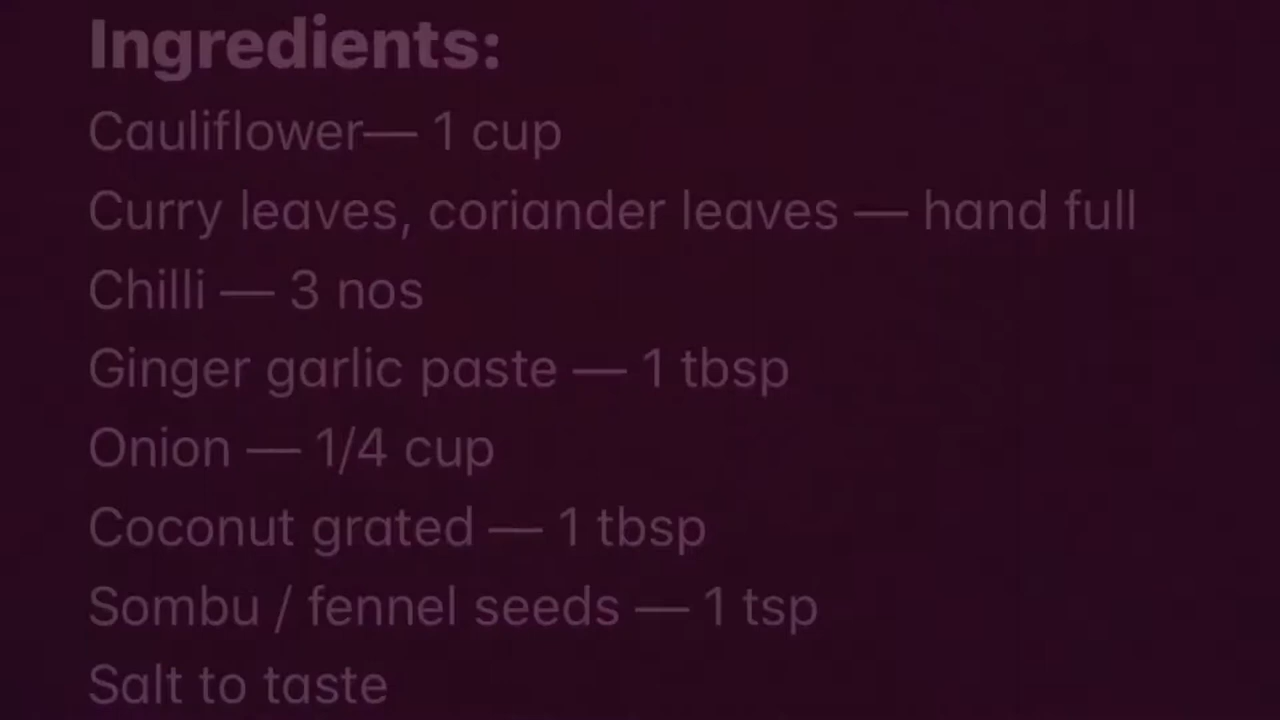 Ingredients:
Cauliflower— 1 cup
Curry leaves, coriander leaves — hand full
Chilli — 3 nos
Ginger garlic paste — 1 tbsp
Onion — 1/4 cup
Coconut grated — 1 tbsp
Sombu / fennel seeds — 1 tsp
Salt to taste